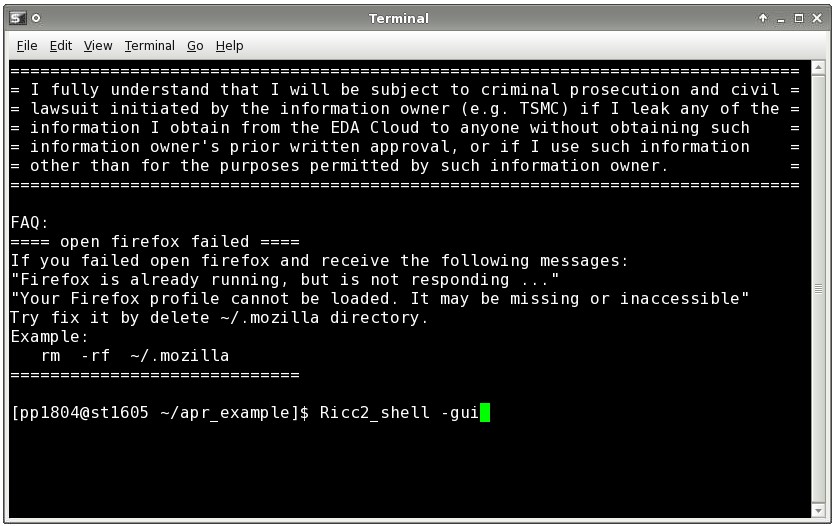 Terminal
File Edit View Terminal Go Help
===============================================================================
= I fully understand that I will be subject to criminal prosecution and civil =
= lawsuit initiated by the information owner (e.g. TSMC) if I leak any of the =
= information I obtain from the EDA Cloud to anyone without obtaining such    =
= information owner's prior written approval, or if I use such information    =
= other than for the purposes permitted by such information owner.            =
===============================================================================
FAQ:
==== open firefox failed ====
If you failed open firefox and receive the following messages:
"Firefox is already running, but is not responding ..."
"Your Firefox profile cannot be loaded. It may be missing or inaccessible"
Try fix it by delete ~/.mozilla directory.
Example:
   rm  -rf  ~/.mozilla
=============================
[pp1804@st1605 ~/apr_example]$ Ricc2_shell -gui